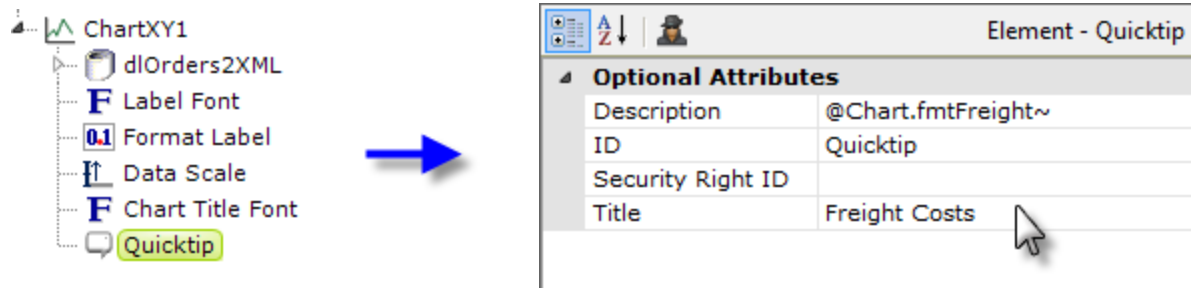 ChartXY1
dlOrders2XML
F Label Font
0.1 Format Label
Data Scale
F Chart Title Font
Quicktip
A Z Element - Quicktip
Optional Attributes
Description @Chart.fmtFreight~
ID Quicktip
Security Right ID
Title Freight Costs